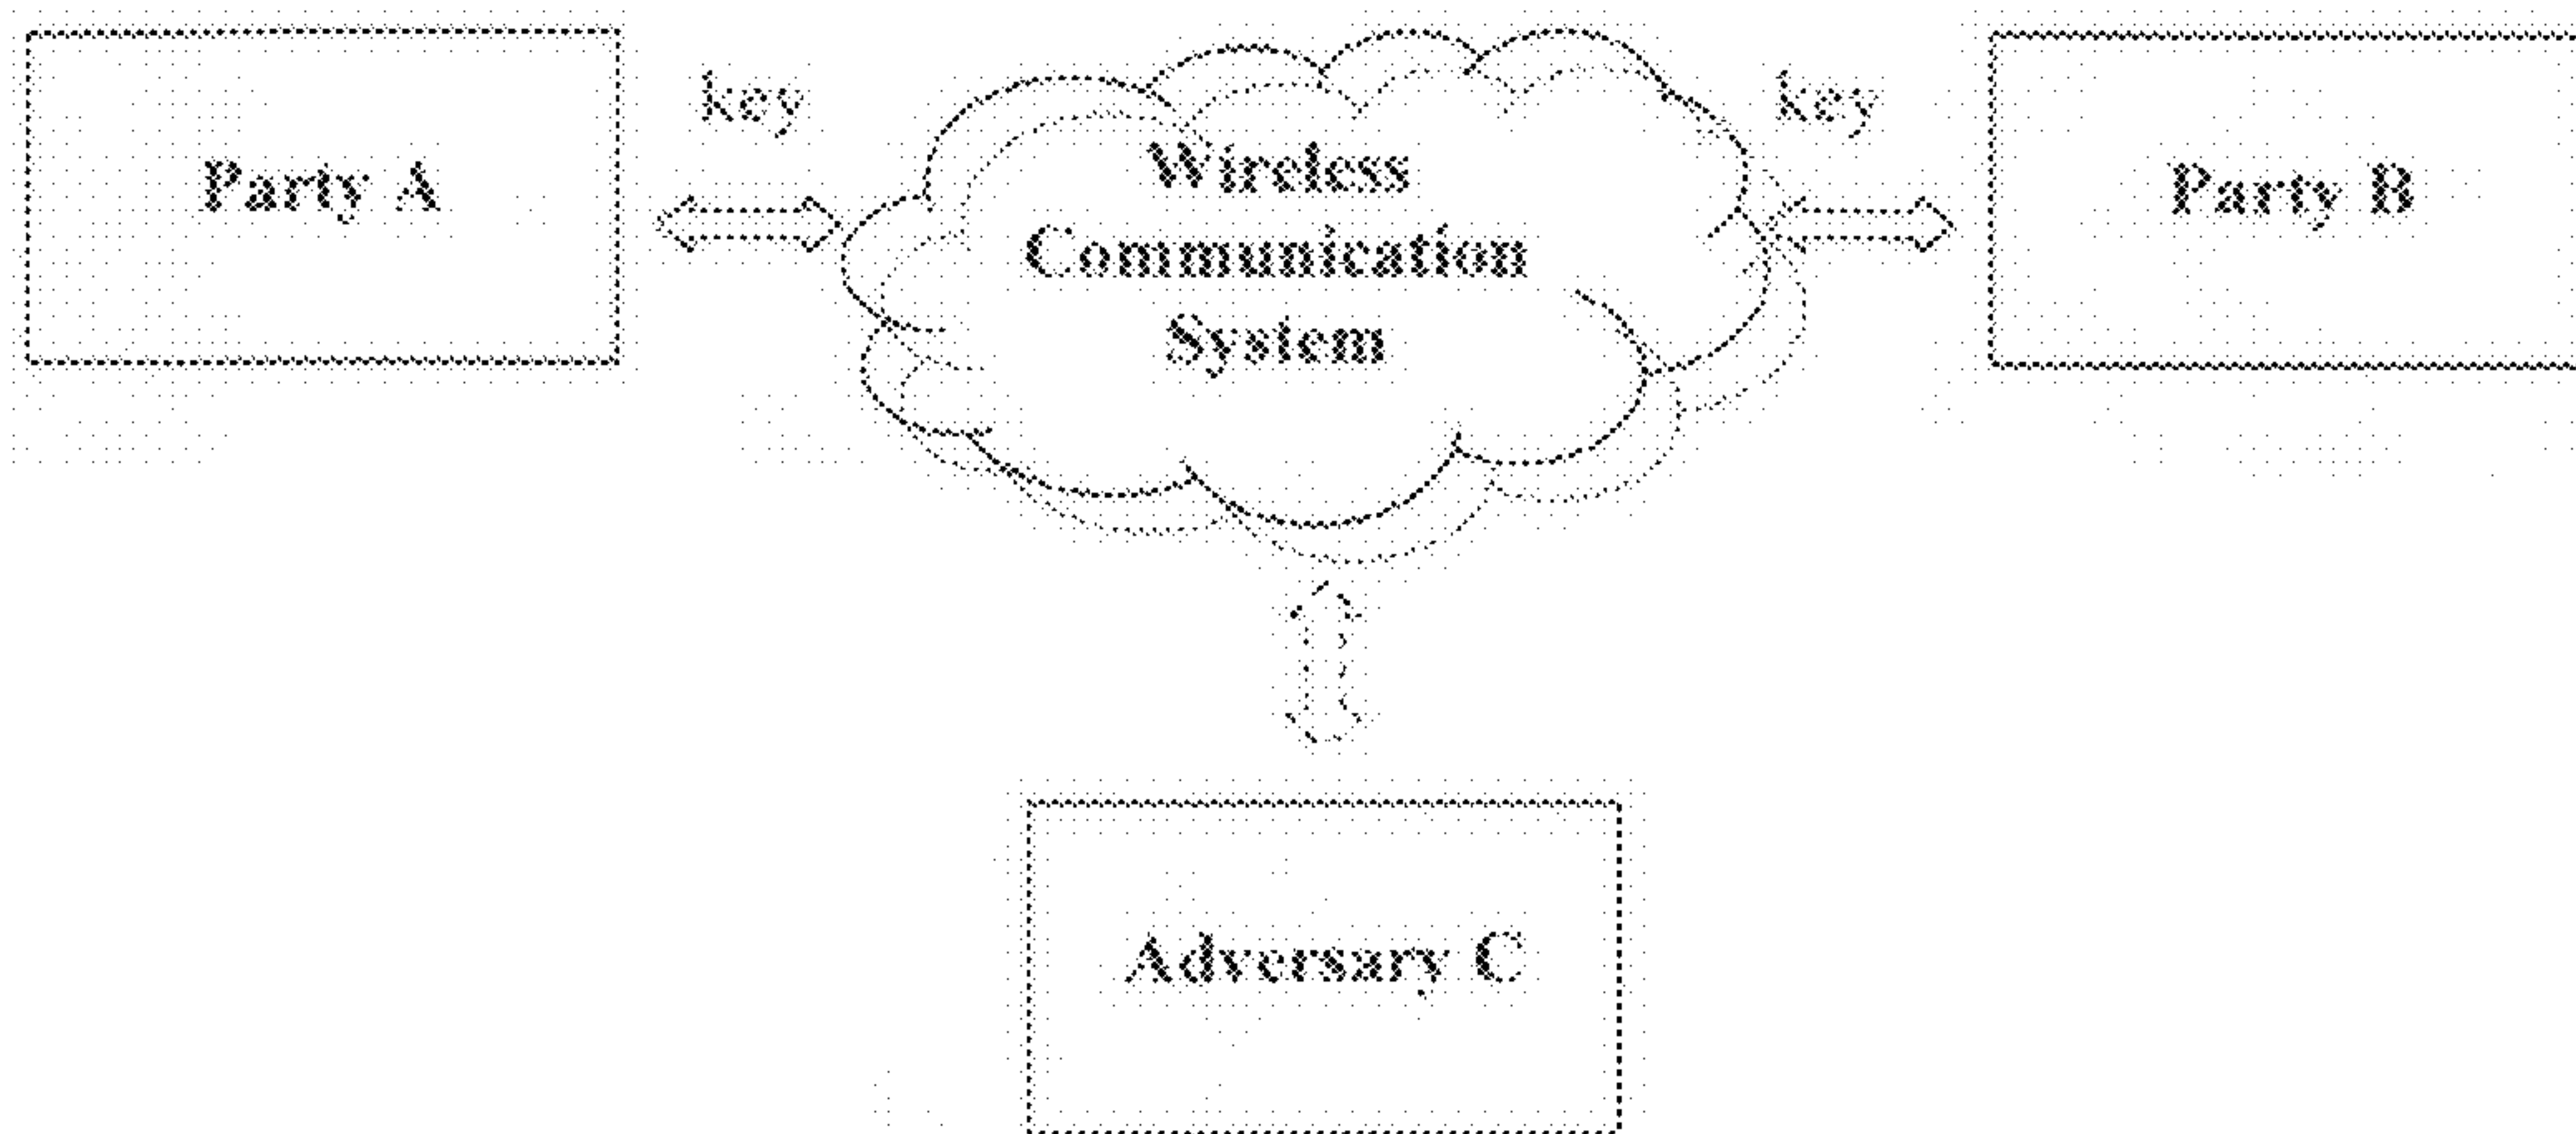 key
key
Party A
Wireless
Communication
System
Party B
Adversary C